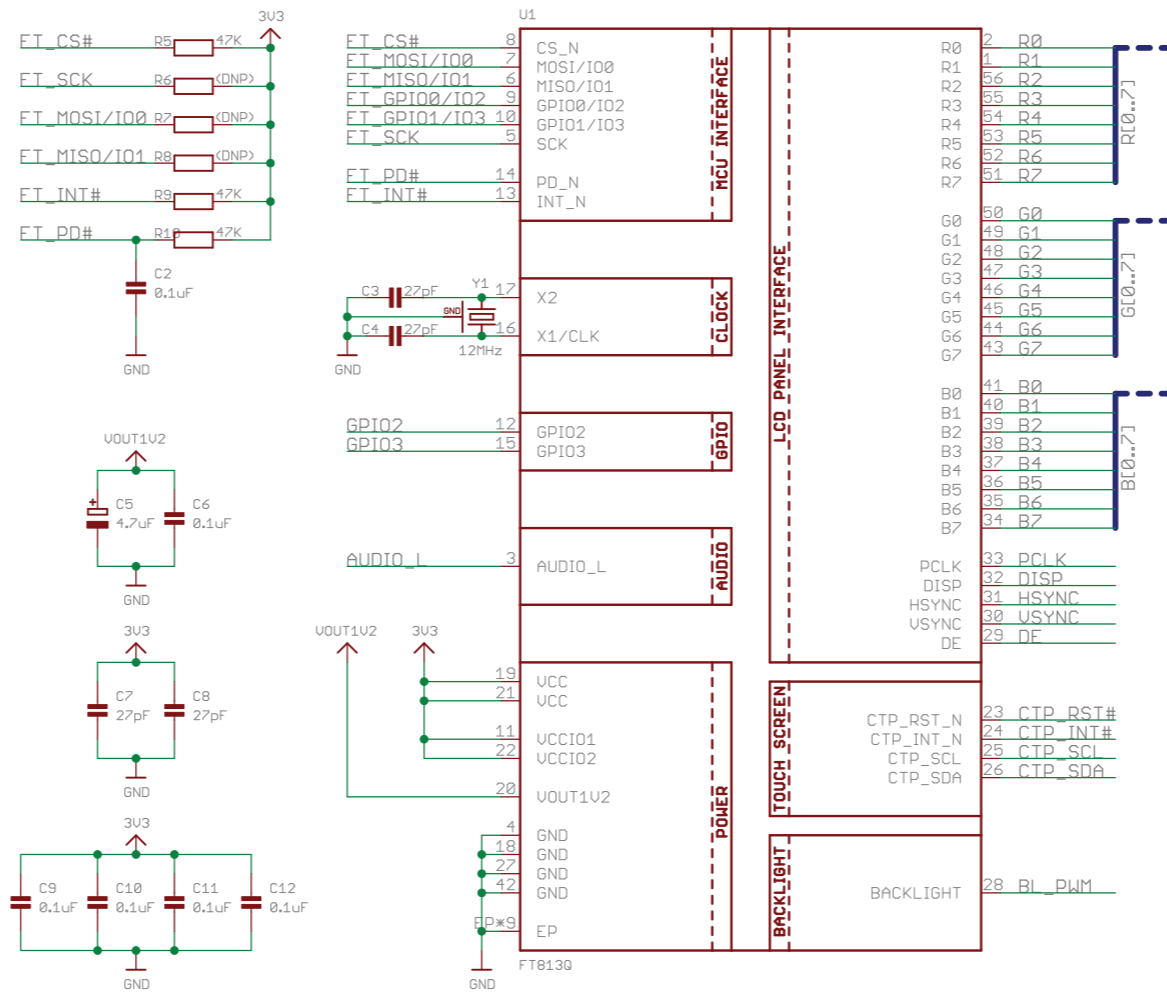 3V3
FT_CS# R5 47K
FT_SCK R6 (DNP)
FT_MOSI/IO0 R7 (DNP)
FT_MISO/IO1 R8 (DNP)
FT_INT# R9 47K
FT_PD# R10 47K
C2
0.1uF
GND
VOUT1V2
C5
4.7uF
C6
0.1uF
GND
3V3
C7
27pF
C8
27pF
GND
3V3
C9
0.1uF
C10
0.1uF
C11
0.1uF
C12
0.1uF
GND
U1
FT_CS# 8 CS_N
FT_MOSI/IO0 7 MOSI/IO0
FT_MISO/IO1 6 MISO/IO1
FT_GPIO0/IO2 9 GPIO0/IO2
FT_GPIO1/IO3 10 GPIO1/IO3
FT_SCK 5 SCK
FT_PD# 14 PD_N
FT_INT# 13 INT_N
MCU INTERFACE
C3 27pF
Y1
17 X2
GND
C4 27pF
16 X1/CLK
12MHz
GND
CLOCK
GPIO2 12 GPIO2
GPIO3 15 GPIO3
GPIO
AUDIO_L 3 AUDIO_L
AUDIO
VOUT1V2
3V3
19 VCC
21 VCC
11 VCCIO1
22 VCCIO2
20 VOUT1V2
4 GND
18 GND
27 GND
42 GND
EP*9 EP
GND
POWER
FT813Q
LCD PANEL INTERFACE
R0 2 R0
R1 1 R1
R2 56 R2
R3 55 R3
R4 54 R4
R5 53 R5
R6 52 R6
R7 51 R7
R[0..7]
G0 50 G0
G1 49 G1
G2 48 G2
G3 47 G3
G4 46 G4
G5 45 G5
G6 44 G6
G7 43 G7
G[0..7]
B0 41 B0
B1 40 B1
B2 39 B2
B3 38 B3
B4 37 B4
B5 36 B5
B6 35 B6
B7 34 B7
B[0..7]
PCLK 33 PCLK
DISP 32 DISP
HSYNC 31 HSYNC
VSYNC 30 VSYNC
DE 29 DE
TOUCH SCREEN
CTP_RST_N 23 CTP_RST#
CTP_INT_N 24 CTP_INT#
CTP_SCL 25 CTP_SCL
CTP_SDA 26 CTP_SDA
BACKLIGHT
BACKLIGHT 28 BL_PWM